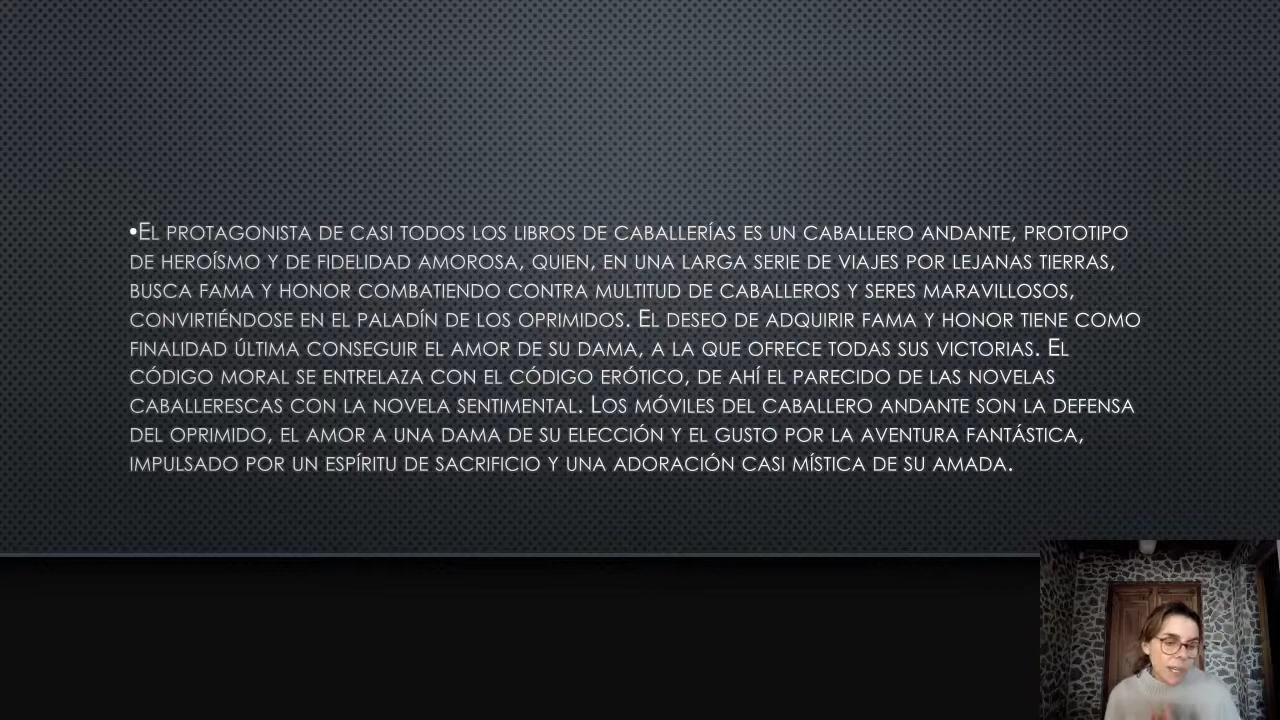 •El protagonista de casi todos los libros de caballerías es un caballero andante, prototipo
de heroísmo y de fidelidad amorosa, quien, en una larga serie de viajes por lejanas tierras,
busca fama y honor combatiendo contra multitud de caballeros y seres maravillosos,
convirtiéndose en el paladín de los oprimidos. El deseo de adquirir fama y honor tiene como
finalidad última conseguir el amor de su dama, a la que ofrece todas sus victorias. El
código moral se entrelaza con el código erótico, de ahí el parecido de las novelas
caballerescas con la novela sentimental. Los móviles del caballero andante son la defensa
del oprimido, el amor a una dama de su elección y el gusto por la aventura fantástica,
impulsado por un espíritu de sacrificio y una adoración casi mística de su amada.